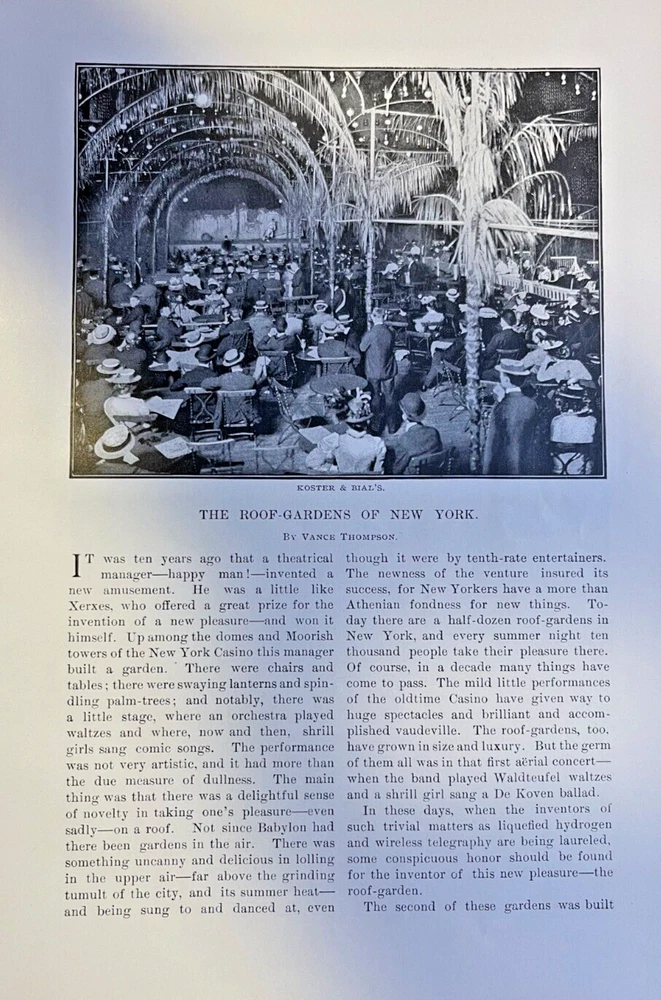 KOSTER & BIAL'S.
THE ROOF-GARDENS OF NEW YORK.
By Vance Thompson.
IT was ten years ago that a theatrical
manager—happy man!—invented a
new amusement. He was a little like
Xerxes, who offered a great prize for the
invention of a new pleasure—and won it
himself. Up among the domes and Moorish
towers of the New York Casino this manager
built a garden. There were chairs and
tables; there were swaying lanterns and spin-
dling palm-trees; and notably, there was
a little stage, where an orchestra played
waltzes and where, now and then, shrill
girls sang comic songs. The performance
was not very artistic, and it had more than
the due measure of dullness. The main
thing was that there was a delightful sense
of novelty in taking one's pleasure—even
sadly—on a roof. Not since Babylon had
there been gardens in the air. There was
something uncanny and delicious in lolling
in the upper air—far above the grinding
tumult of the city, and its summer heat—
and being sung to and danced at, even
though it were by tenth-rate entertainers.
The newness of the venture insured its
success, for New Yorkers have a more than
Athenian fondness for new things. To-
day there are a half-dozen roof-gardens in
New York, and every summer night ten
thousand people take their pleasure there.
Of course, in a decade many things have
come to pass. The mild little performances
of the oldtime Casino have given way to
huge spectacles and brilliant and accom-
plished vaudeville. The roof-gardens, too,
have grown in size and luxury. But the germ
of them all was in that first aërial concert—
when the band played Waldteufel waltzes
and a shrill girl sang a De Koven ballad.
In these days, when the inventors of
such trivial matters as liquefied hydrogen
and wireless telegraphy are being laureled,
some conspicuous honor should be found
for the inventor of this new pleasure—the
roof-garden.
The second of these gardens was built